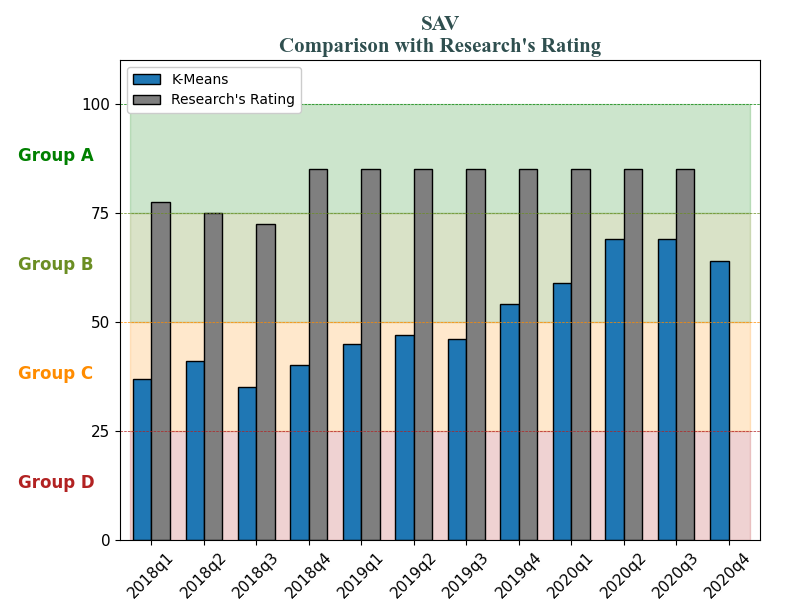 SAV
Comparison with Research's Rating
K-Means
Research's Rating
100
Group A
75
Group B
50
Group C
25
Group D
0
2018q1
2018q2
2018q3
2018q4
2019q1
2019q2
2019q3
2019q4
2020q1
2020q2
2020q3
2020q4